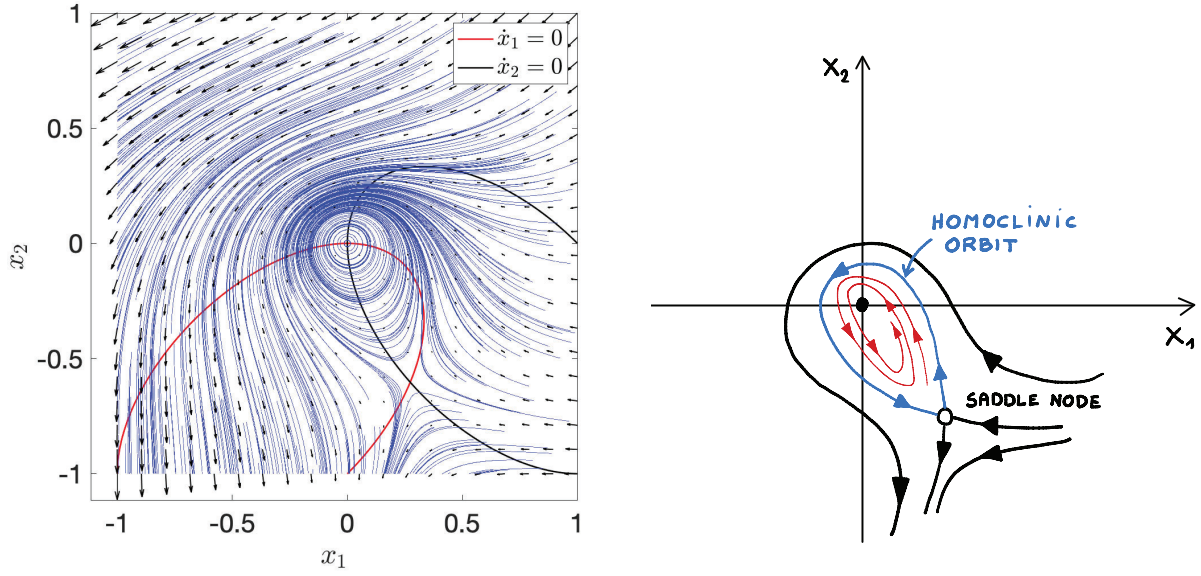 1
0.5
0
-0.5
-1
x₂
-1
-0.5
0
0.5
1
x₁
ẋ₁ = 0
ẋ₂ = 0
X₂
HOMOCLINIC
ORBIT
X₁
SADDLE NODE